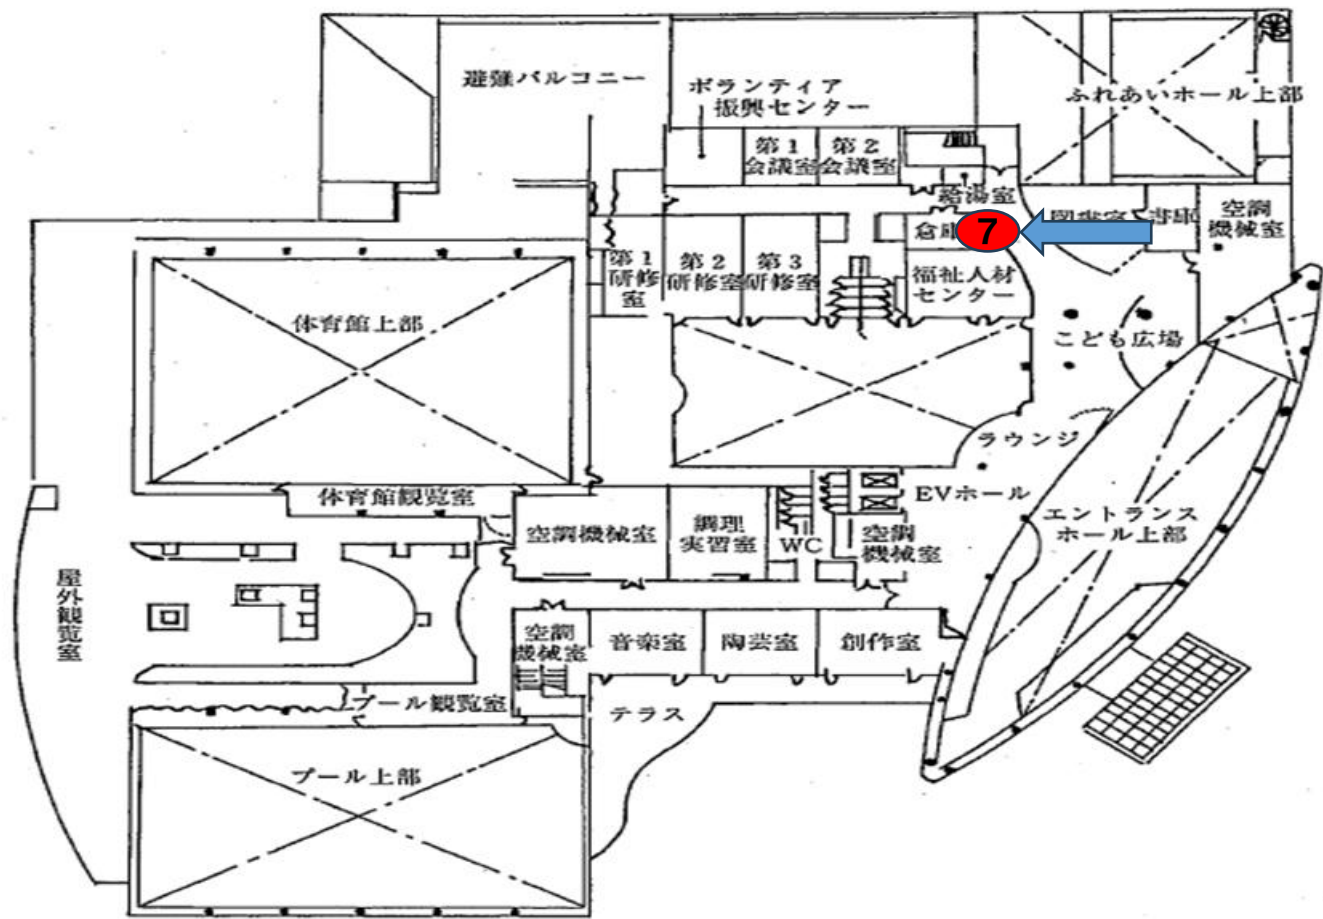 避難バルコニー
ボランティア
振興センター
ふれあいホール上部
第1
会議室
第2
会議室
給湯室
倉庫
7
書庫
空調
機械室
第1
研修
室
第2
研修室
第3
研修室
福祉人材
センター
体育館上部
こども広場
ラウンジ
体育館観覧室
空調機械室
調理
実習室
WC
空調
機械室
EVホール
エントランス
ホール上部
屋外観覧室
空調
機械室
音楽室
陶芸室
創作室
プール観覧室
テラス
プール上部